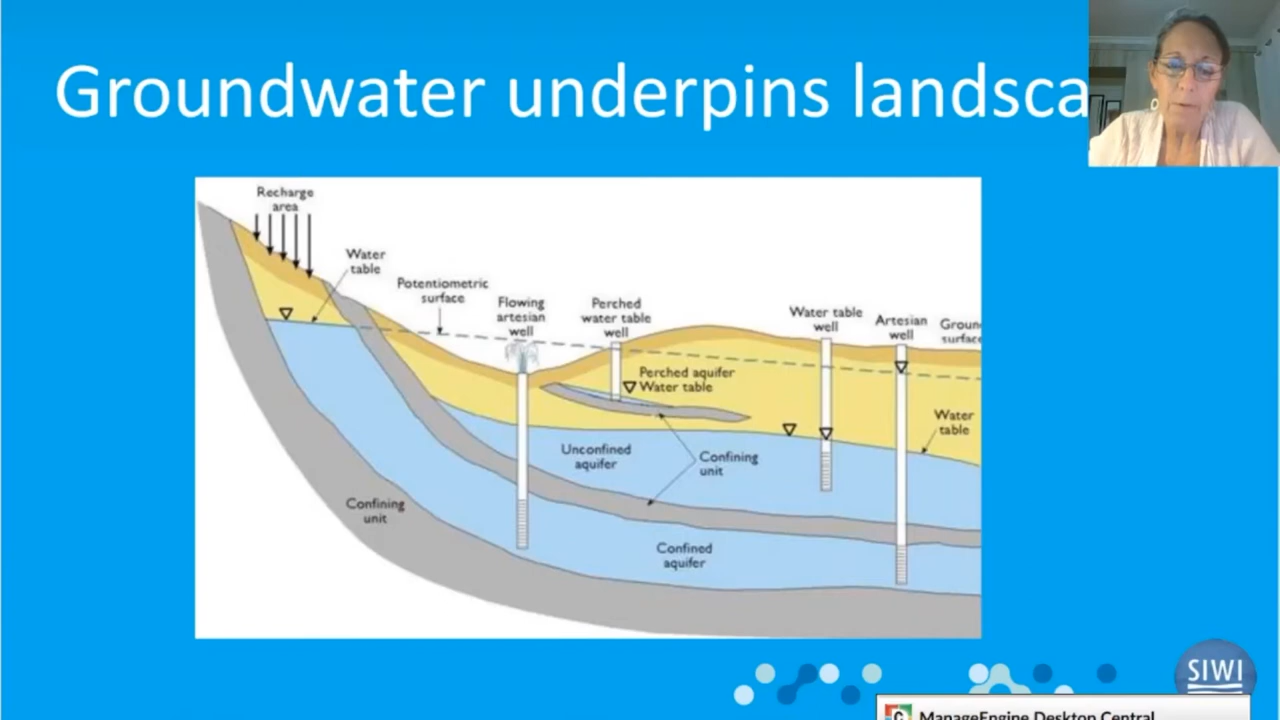 Groundwater underpins landsca
Recharge
area
Water
table
Potentiometric
surface
Flowing
artesian
well
Perched
water table
well
Water table
well
Artesian
well
Groun
surfac
Perched aquifer
Water table
Water
table
Unconfined
aquifer
Confining
unit
Confining
unit
Confined
aquifer
SIWI
ManageEngine Desktop Central